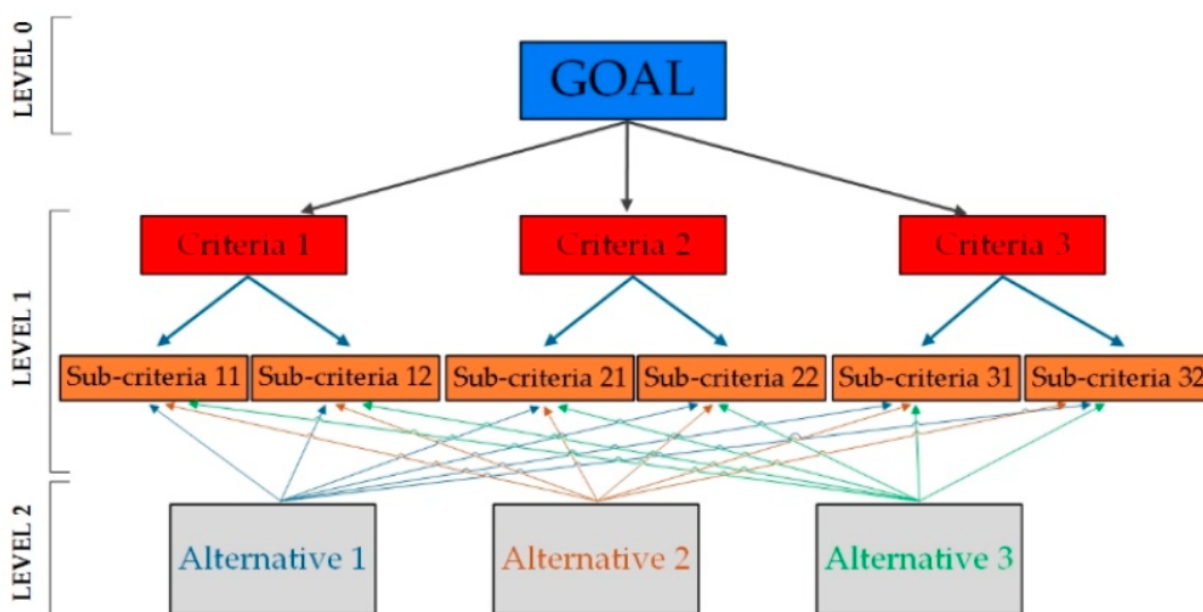 LEVEL 0
GOAL
LEVEL 1
Criteria 1
Criteria 2
Criteria 3
Sub-criteria 11
Sub-criteria 12
Sub-criteria 21
Sub-criteria 22
Sub-criteria 31
Sub-criteria 32
LEVEL 2
Alternative 1
Alternative 2
Alternative 3